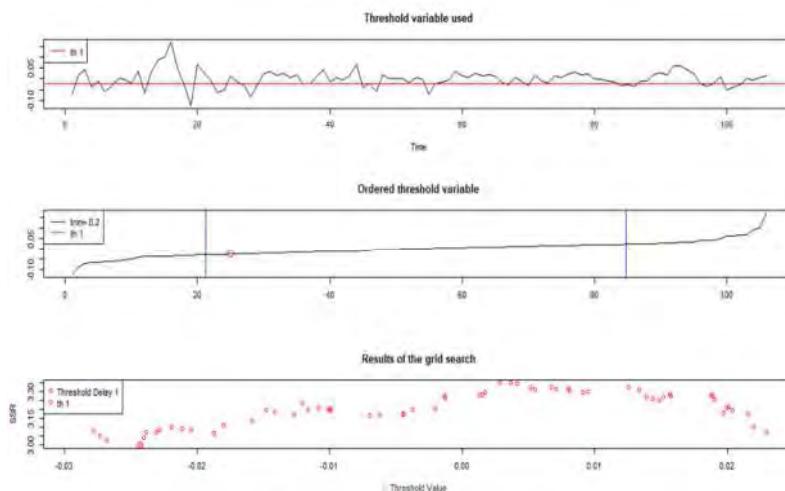 Threshold variable used
th 1
0.05
-0.10
0 20 40 60 80 100
Time
Ordered threshold variable
trim= 0.2
th 1
0.05
-0.10
0 20 40 60 80 100
Results of the grid search
Threshold Delay 1
th 1
SSR
3.30
3.15
3.00
-0.03 -0.02 -0.01 0.00 0.01 0.02
Threshold Value